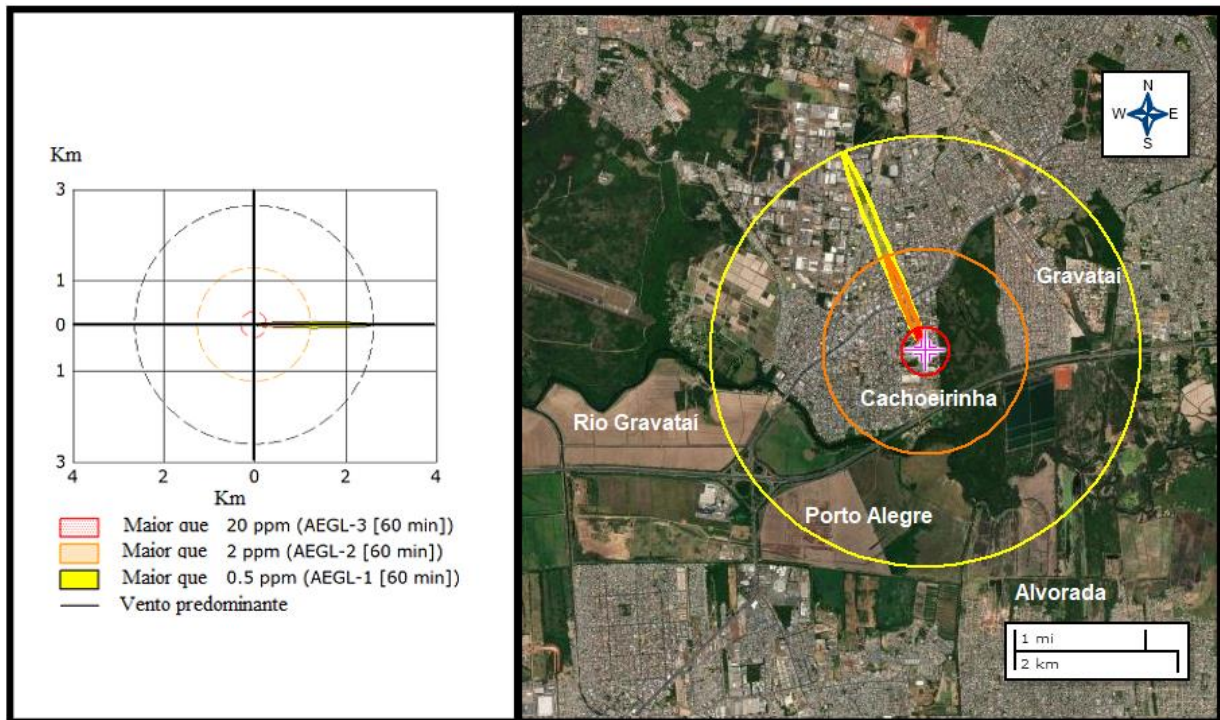 Km
3
1
0
1
3
4
2
0
2
4
Km
Maior que 20 ppm (AEGL-3 [60 min])
Maior que 2 ppm (AEGL-2 [60 min])
Maior que 0.5 ppm (AEGL-1 [60 min])
Vento predominante
N
W
E
S
Gravataí
Cachoeirinha
Rio Gravataí
Porto Alegre
Alvorada
1 mi
2 km